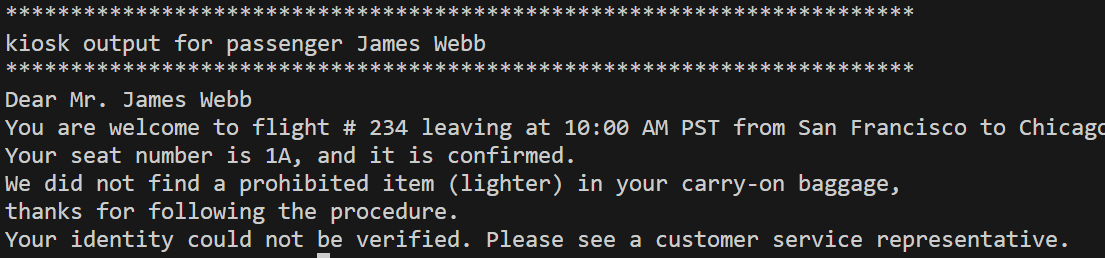 **********************************************************************
kiosk output for passenger James Webb
**********************************************************************
Dear Mr. James Webb
You are welcome to flight # 234 leaving at 10:00 AM PST from San Francisco to Chicago
Your seat number is 1A, and it is confirmed.
We did not find a prohibited item (lighter) in your carry-on baggage,
thanks for following the procedure.
Your identity could not be verified. Please see a customer service representative.